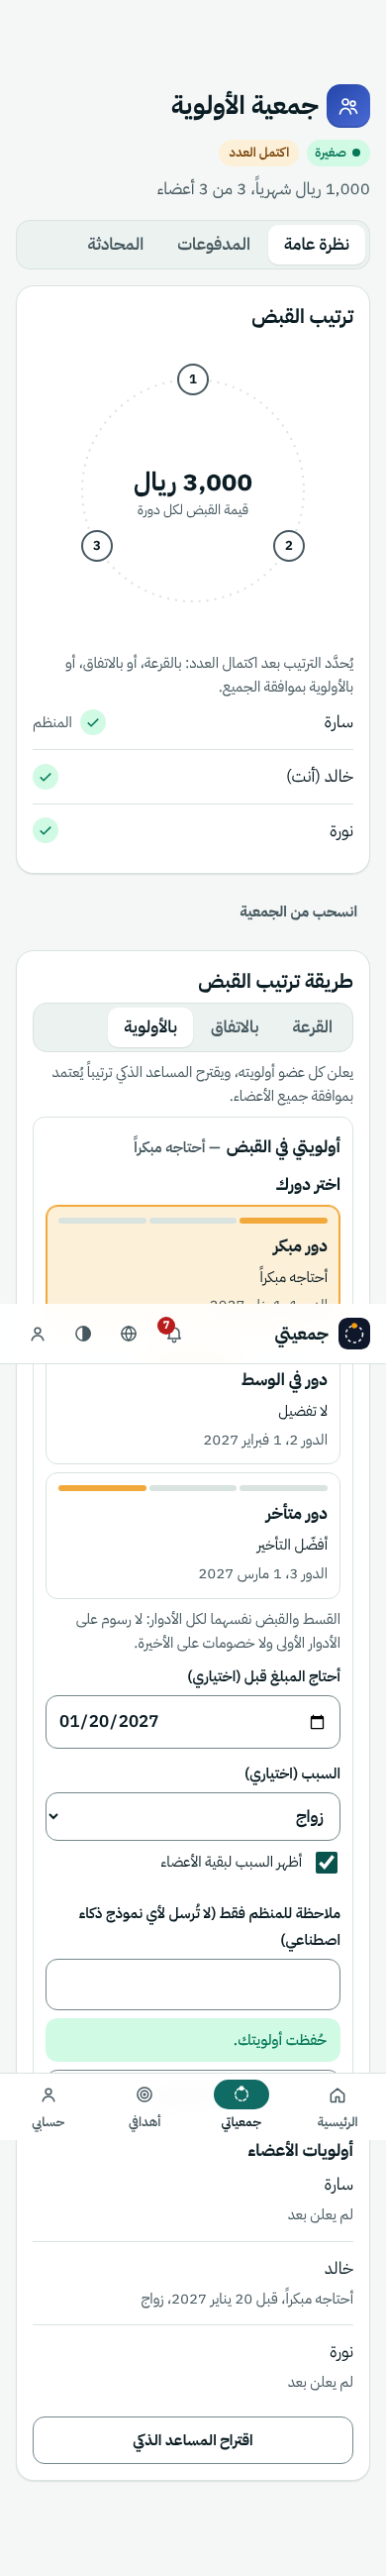 جمعية الأولوية
صغيرة
اكتمل العدد
1,000 ريال شهرياً، 3 من 3 أعضاء
نظرة عامة
المدفوعات
المحادثة
ترتيب القبض
1
3,000 ريال
قيمة القبض لكل دورة
2
3
يُحدَّد الترتيب بعد اكتمال العدد: بالقرعة، أو بالاتفاق، أو
بالأولوية بموافقة الجميع.
سارة
المنظم
خالد (أنت)
نورة
انسحب من الجمعية
طريقة ترتيب القبض
القرعة
بالاتفاق
بالأولوية
يعلن كل عضو أولويته، ويقترح المساعد الذكي ترتيباً يُعتمد
بموافقة جميع الأعضاء.
أولويتي في القبض — أحتاجه مبكراً
اختر دورك
دور مبكر
أحتاجه مبكراً
جمعيتي
7
دور في الوسط
لا تفضيل
الدور 2، 1 فبراير 2027
دور متأخر
أفضّل التأخير
الدور 3، 1 مارس 2027
القسط والقبض نفسهما لكل الأدوار: لا رسوم على
الأدوار الأولى ولا خصومات على الأخيرة.
أحتاج المبلغ قبل (اختياري)
01/20/2027
السبب (اختياري)
زواج
أظهر السبب لبقية الأعضاء
ملاحظة للمنظم فقط (لا تُرسل لأي نموذج ذكاء
اصطناعي)
حُفظت أولويتك.
الرئيسية
جمعياتي
أهدافي
حسابي
أولويات الأعضاء
سارة
لم يعلن بعد
خالد
أحتاجه مبكراً، قبل 20 يناير 2027، زواج
نورة
لم يعلن بعد
اقتراح المساعد الذكي